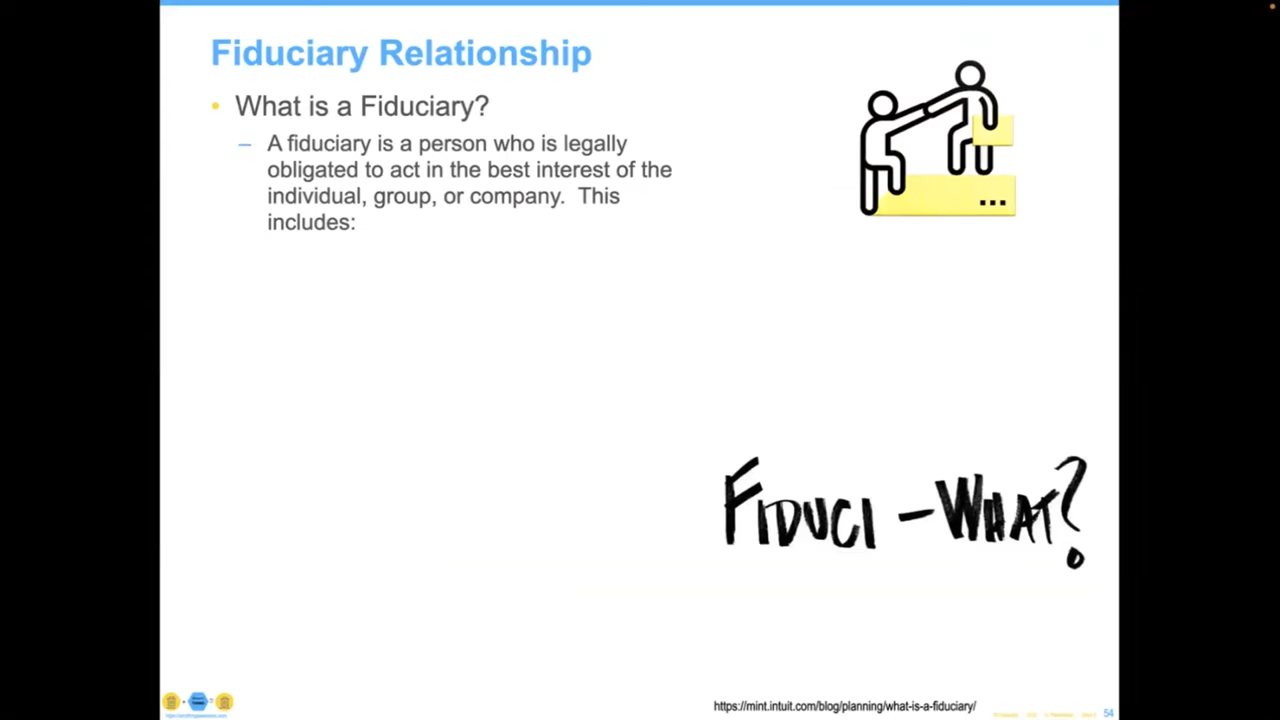 Fiduciary Relationship
• What is a Fiduciary?
– A fiduciary is a person who is legally
obligated to act in the best interest of the
individual, group, or company.  This
includes:
...
FIDUCI – WHAT?
https://mint.intuit.com/blog/planning/what-is-a-fiduciary/
54